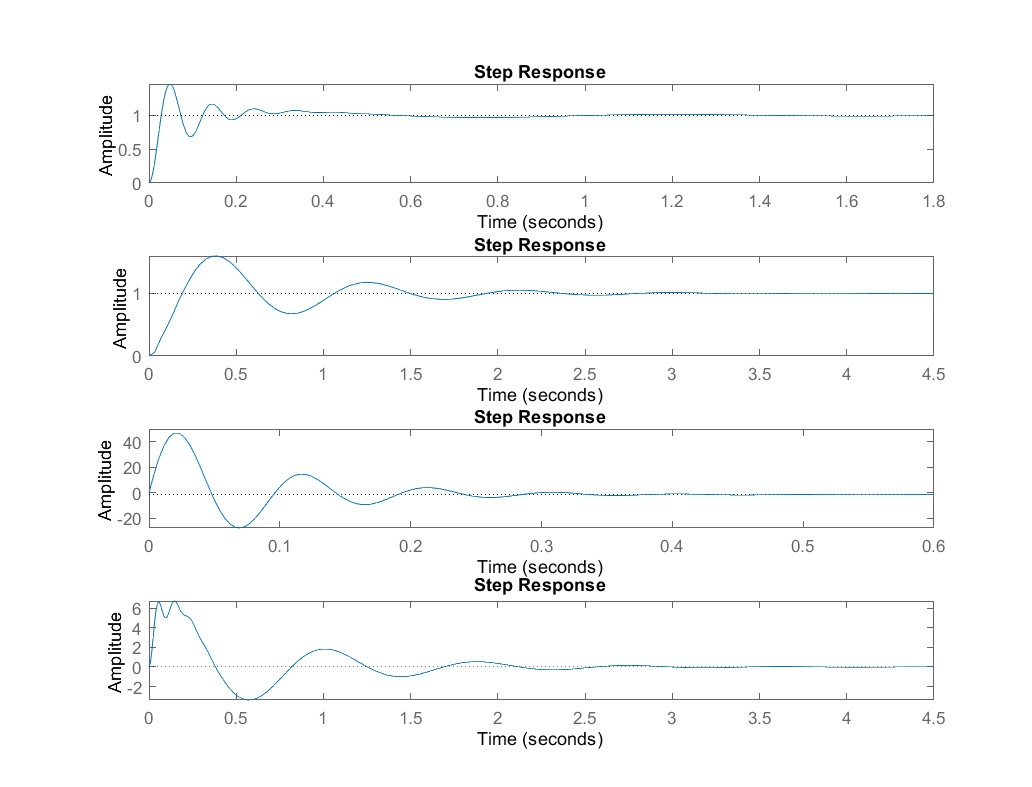 Step Response
Amplitude
1
0.5
0
0 0.2 0.4 0.6 0.8 1 1.2 1.4 1.6 1.8
Time (seconds)
Step Response
Amplitude
1
0
0 0.5 1 1.5 2 2.5 3 3.5 4 4.5
Time (seconds)
Step Response
Amplitude
40
20
0
-20
0 0.1 0.2 0.3 0.4 0.5 0.6
Time (seconds)
Step Response
Amplitude
6
4
2
0
-2
0 0.5 1 1.5 2 2.5 3 3.5 4 4.5
Time (seconds)